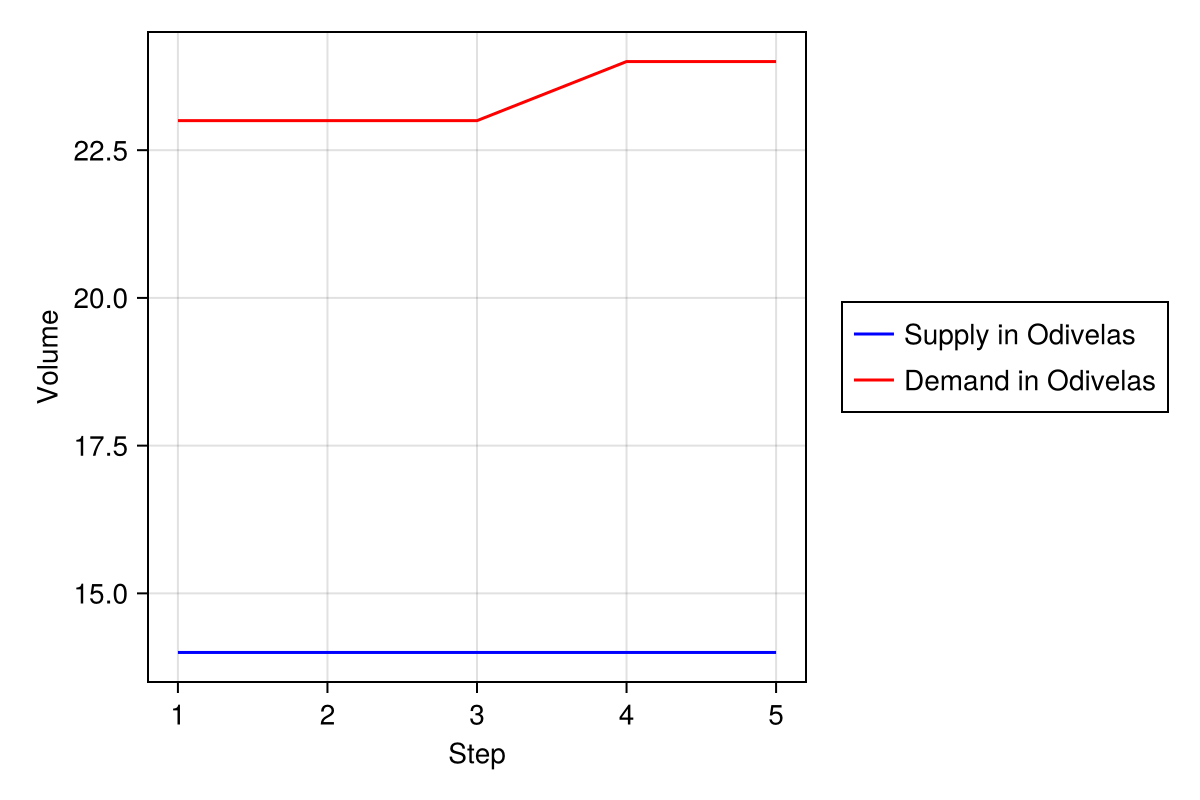 22.5
20.0
17.5
15.0
Volume
1 2 3 4 5
Step
Supply in Odivelas
Demand in Odivelas